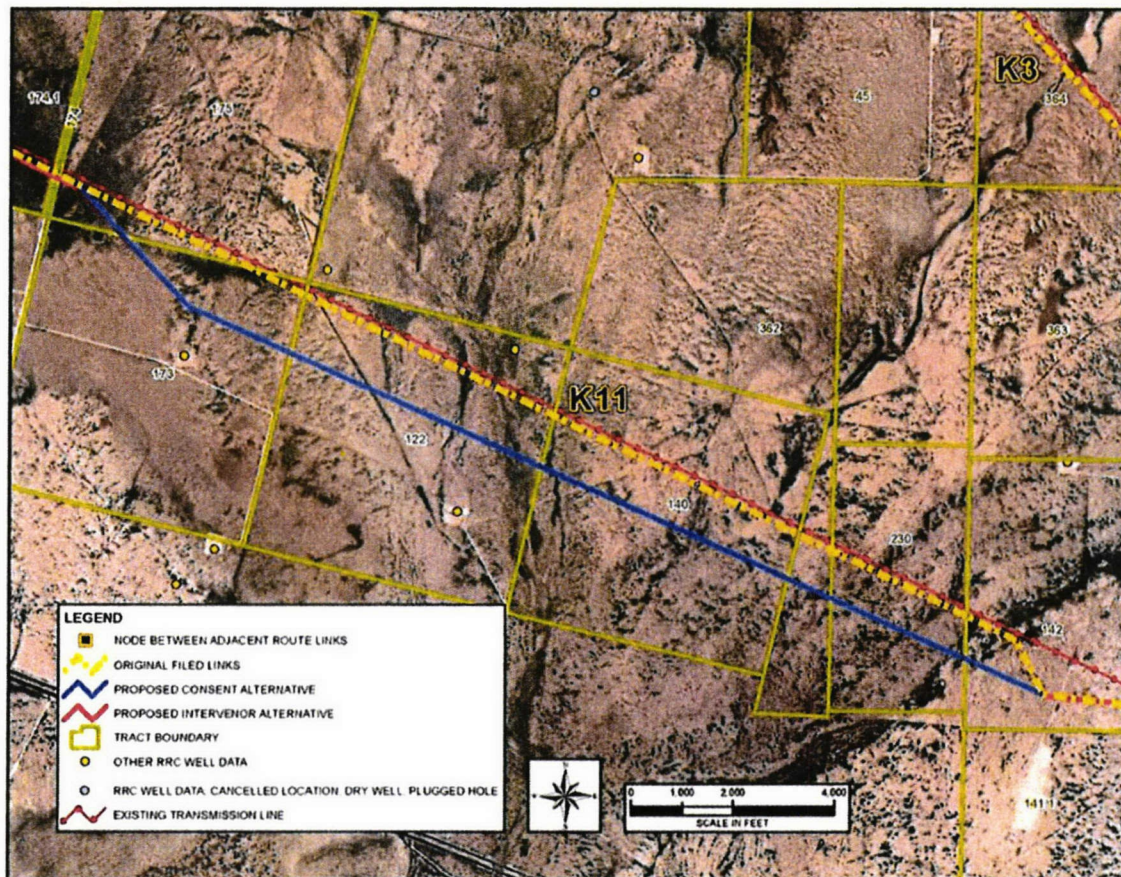 K3
174.1
174
175
45
364
362
363
K11
173
122
140
230
142
141.1
LEGEND
NODE BETWEEN ADJACENT ROUTE LINKS
ORIGINAL FILED LINKS
PROPOSED CONSENT ALTERNATIVE
PROPOSED INTERVENOR ALTERNATIVE
TRACT BOUNDARY
OTHER RRC WELL DATA
RRC WELL DATA, CANCELLED LOCATION, DRY WELL, PLUGGED HOLE
EXISTING TRANSMISSION LINE
N
W E
S
0 1,000 2,000 4,000
SCALE IN FEET